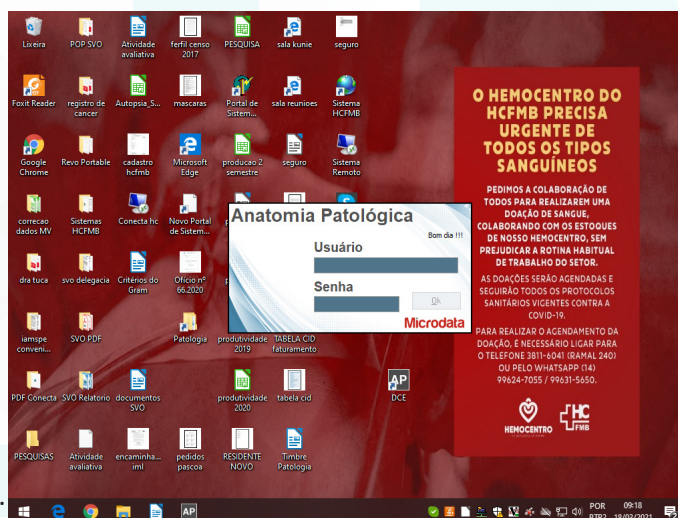 Lixeira
POP SVO
Atividade
avaliativa
ferfil censo
2017
PESQUISA
sala kunie
seguro
Foxit Reader
registro de
cancer
Autopsia_S...
mascaras
Portal de
Sistem...
sala reunioes
Sistema
HCFMB
Google
Chrome
Revo Portable
cadastro
hcfmb
Microsoft
Edge
producao 2
semestre
seguro
Sistema
Remoto
correcao
dados MV
Sistemas
HCFMB
Conecta hc
Novo Portal
de Sistem...
dra tuca
svo delegacia
Critérios do
Gram
Ofício nº
66.2020
iamspe
conveni...
SVO PDF
Patologia
produtividade
2019
TABELA CID
faturamento
PDF Conecta
SVO Relatorio
documentos
SVO
produtividade
2020
tabela cid
AP
DCE
PESQUISAS
Atividade
avaliativa
encaminha...
iml
pedidos
pascoa
RESIDENTE
NOVO
Timbre
Patologia
Anatomia Patológica
Bom dia !!!
Usuário
Senha
Ok
Microdata
O HEMOCENTRO DO
HCFMB PRECISA
URGENTE DE
TODOS OS TIPOS
SANGUÍNEOS
PEDIMOS A COLABORAÇÃO DE
TODOS PARA REALIZAREM UMA
DOAÇÃO DE SANGUE,
COLABORANDO COM OS ESTOQUES
DE NOSSO HEMOCENTRO, SEM
PREJUDICAR A ROTINA HABITUAL
DE TRABALHO DO SETOR.
AS DOAÇÕES SERÃO AGENDADAS E
SEGUIRÃO TODOS OS PROTOCOLOS
SANITÁRIOS VIGENTES CONTRA A
COVID-19.
PARA REALIZAR O AGENDAMENTO DA
DOAÇÃO, É NECESSÁRIO LIGAR PARA
O TELEFONE 3811-6041 (RAMAL 240)
OU PELO WHATSAPP (14)
99624-7055 / 99631-5650.
HEMOCENTRO
HC
FMB
AP
POR
PTB2
09:18
18/03/2021